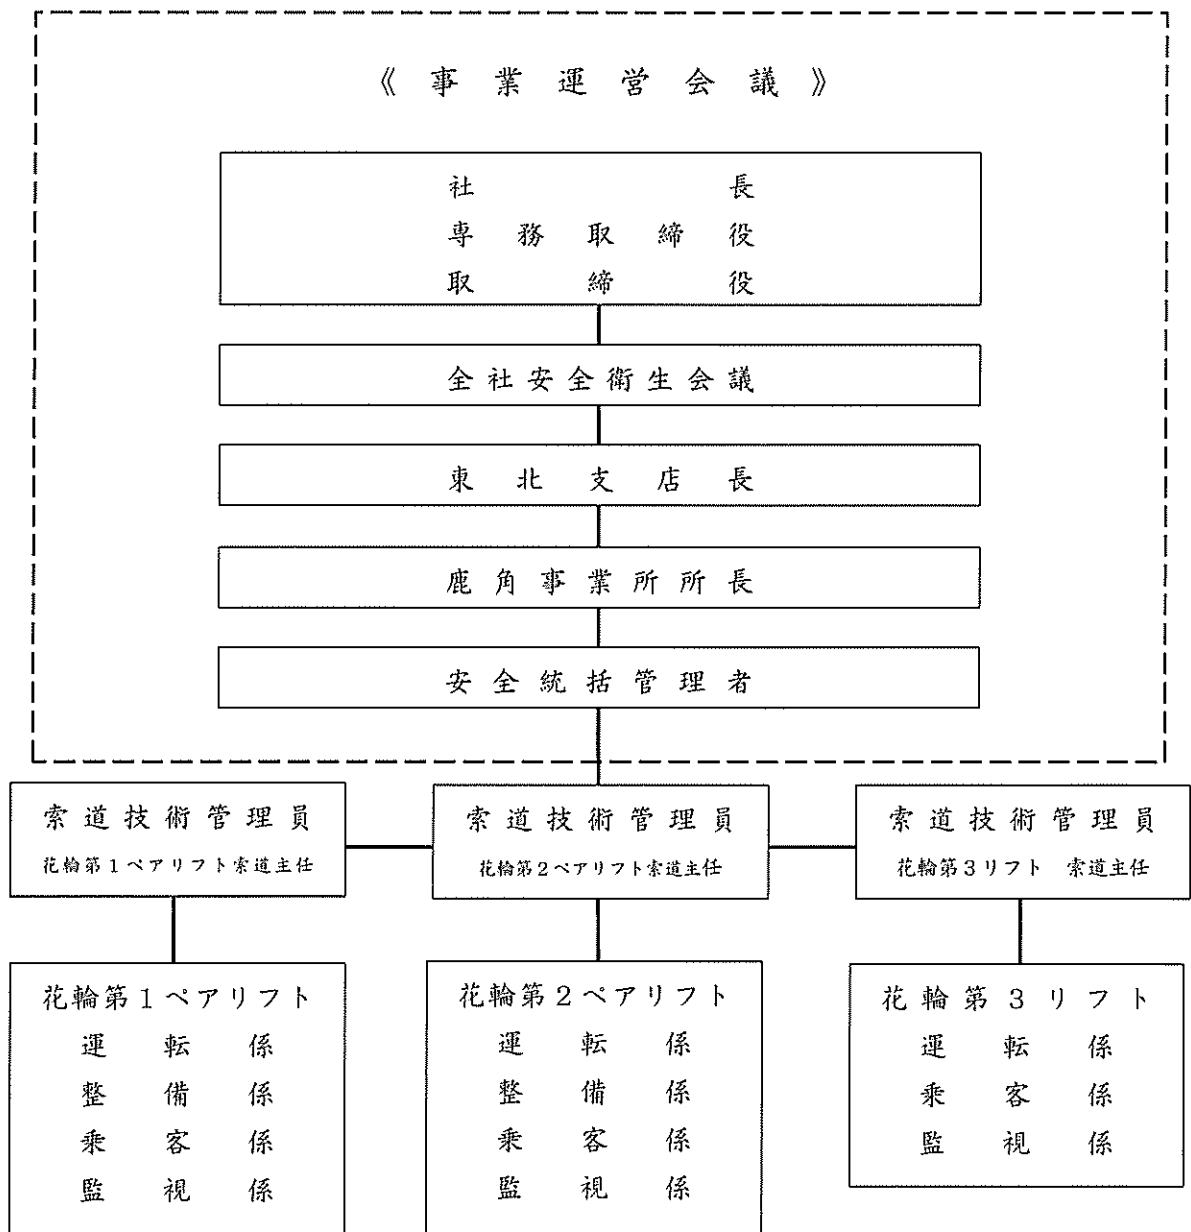 《事業運営会議》
社長
専務取締役
取締役
全社安全衛生会議
東北支店長
鹿角事業所所長
安全統括管理者
索道技術管理員
花輪第1ペアリフト索道主任
索道技術管理員
花輪第2ペアリフト索道主任
索道技術管理員
花輪第3リフト　索道主任
花輪第1ペアリフト
運転係
整備係
乗客係
監視係
花輪第2ペアリフト
運転係
整備係
乗客係
監視係
花輪第3リフト
運転係
乗客係
監視係